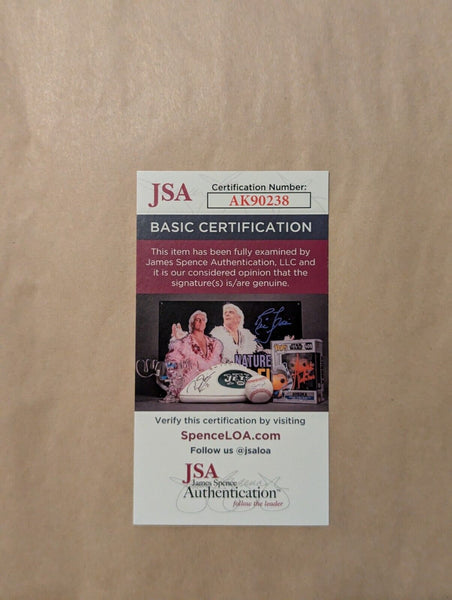 JSA
Certification Number:
AK90238
BASIC CERTIFICATION
This item has been fully examined by
James Spence Authentication, LLC and
it is our considered opinion that the
signature(s) is/are genuine.
NATURE
JETS
Verify this certification by visiting
SpenceLOA.com
Follow us @jsaloa
JSA
James Spence
Authentication
follow the leader